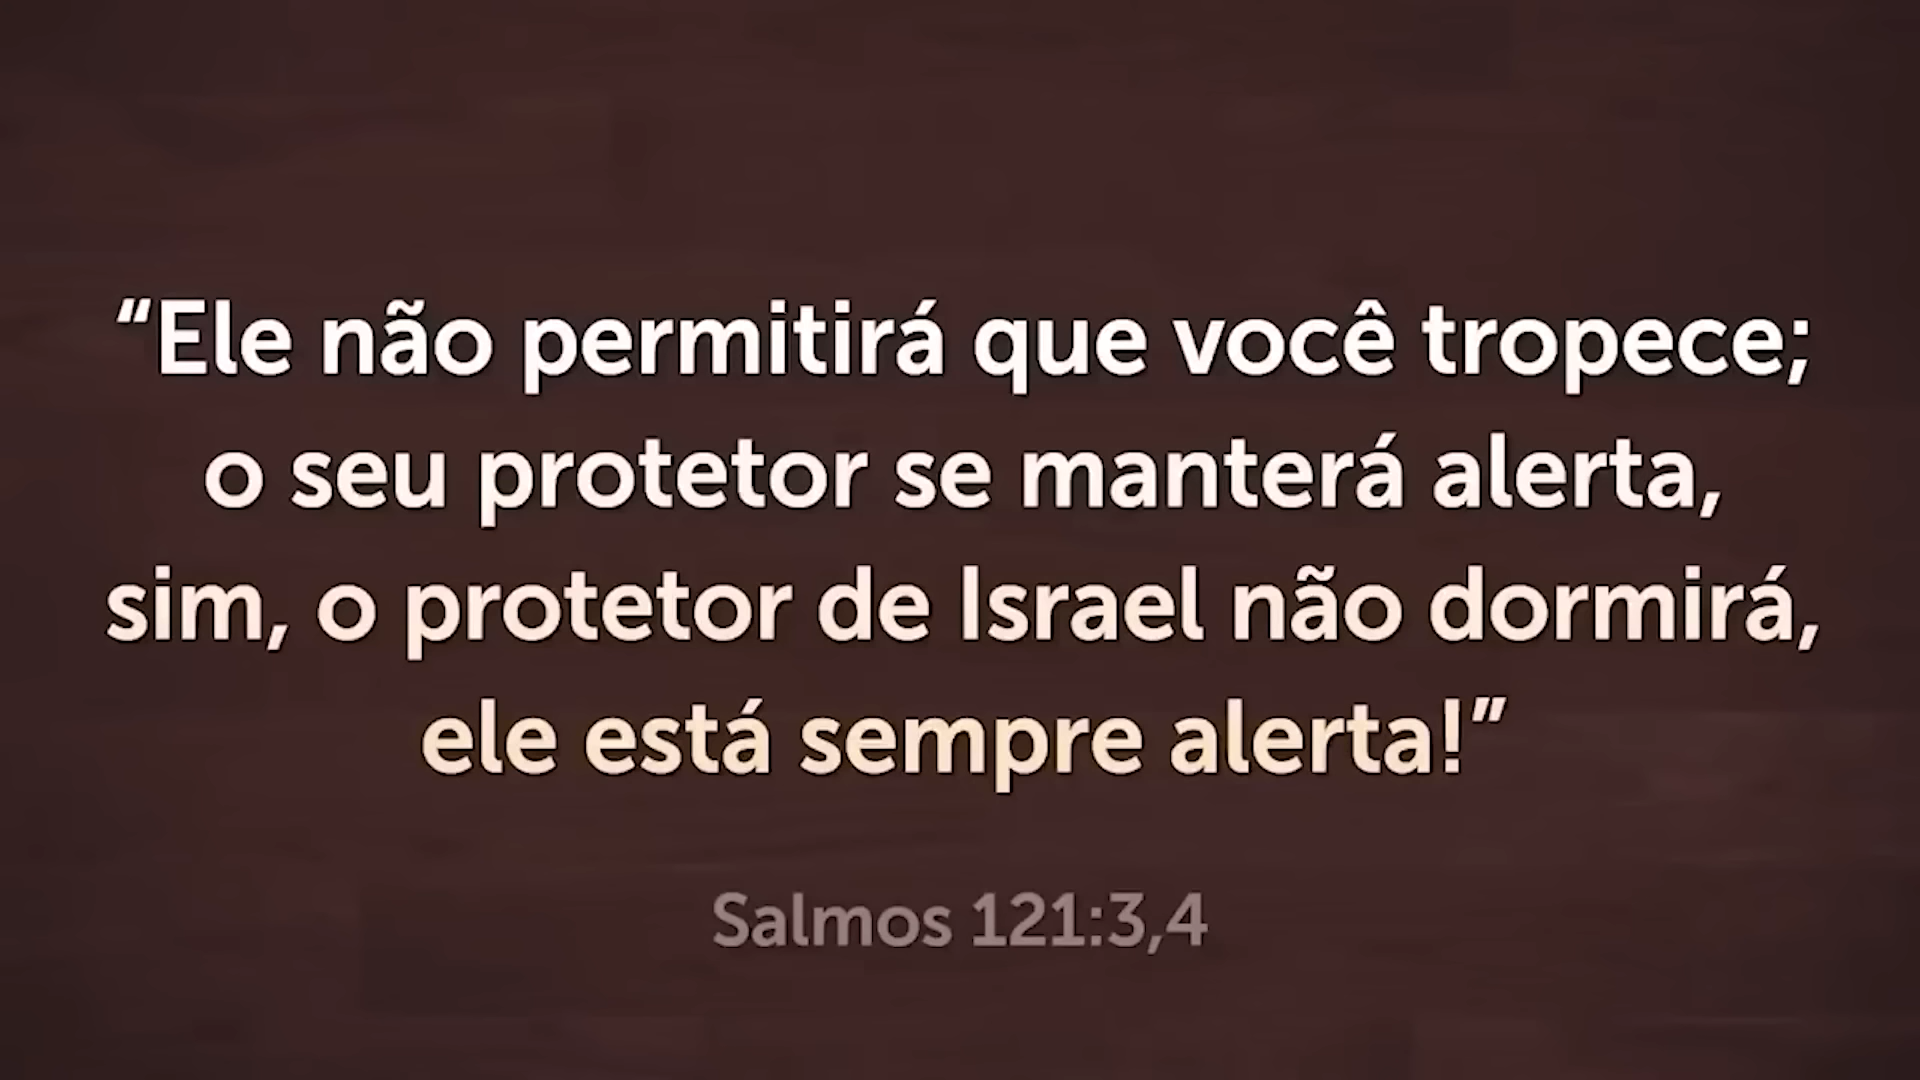 “Ele não permitirá que você tropece;
o seu protetor se manterá alerta,
sim, o protetor de Israel não dormirá,
ele está sempre alerta!”
Salmos 121:3,4